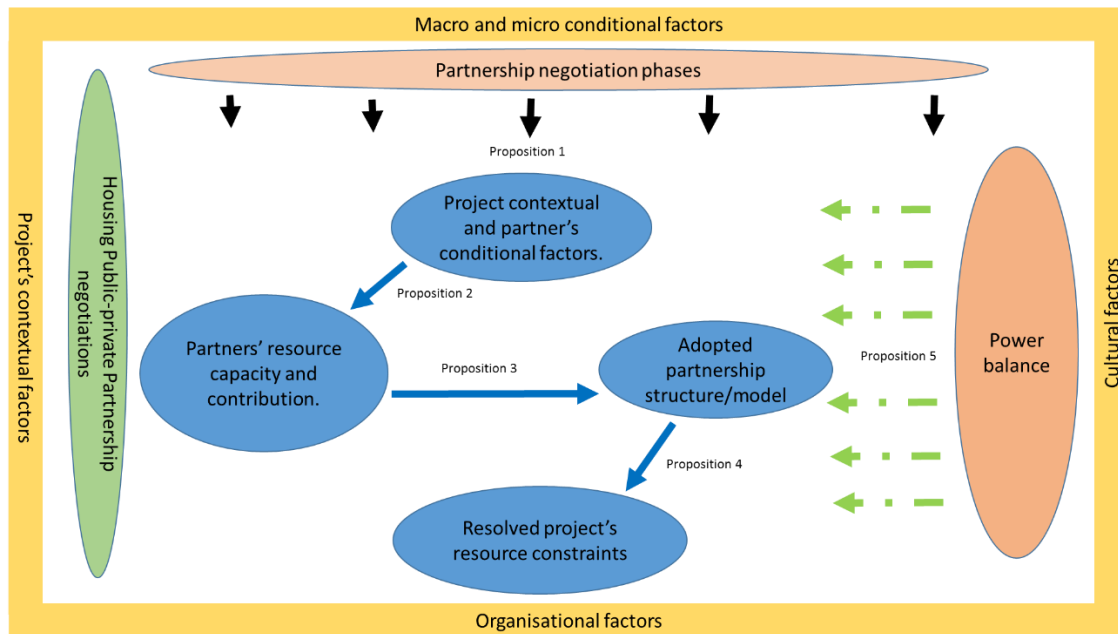 Macro and micro conditional factors
Partnership negotiation phases
Proposition 1
Project contextual
and partner's
conditional factors.
Project's contextual factors
Housing Public-private Partnership
negotiations
Proposition 2
Partners' resource
capacity and
contribution.
Proposition 3
Adopted
partnership
structure/model
Proposition 5
Power
balance
Cultural factors
Proposition 4
Resolved project's
resource constraints
Organisational factors